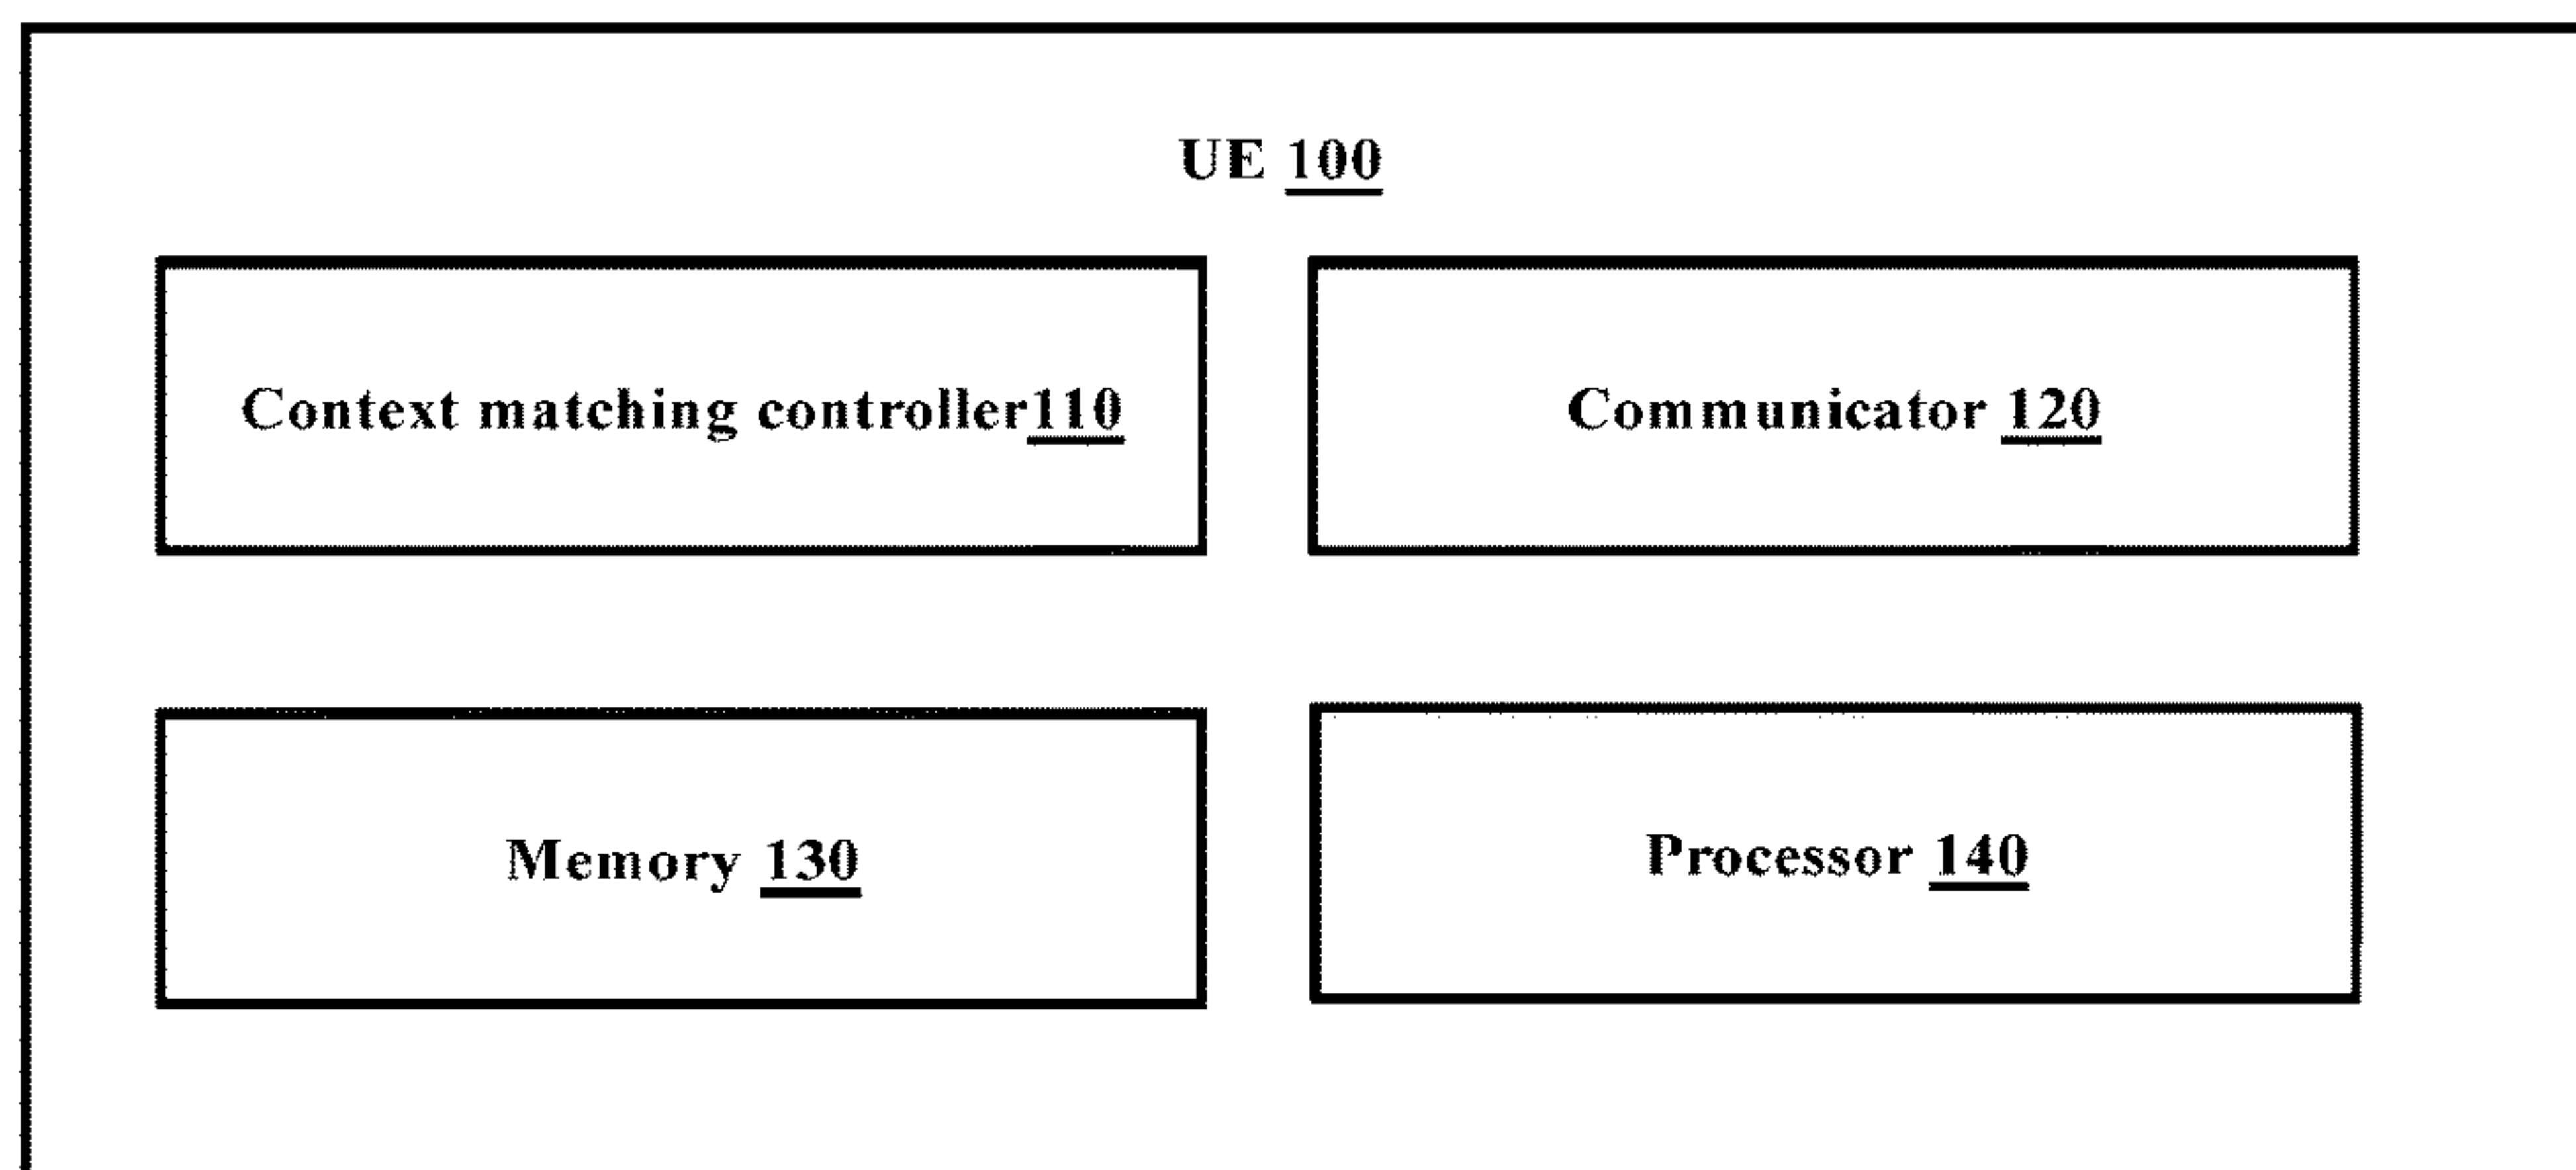 UE 100
Context matching controller110
Communicator 120
Memory 130
Processor 140